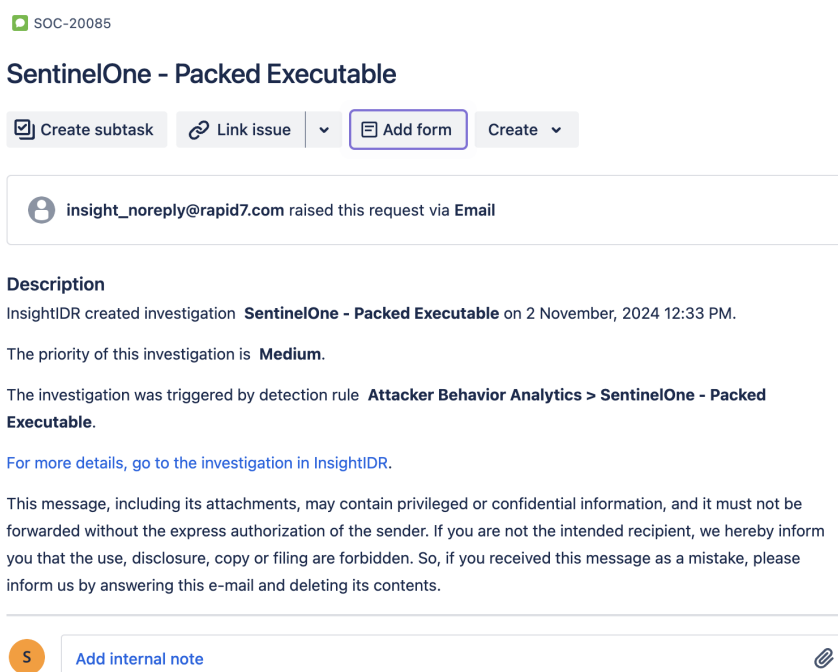 SOC-20085
SentinelOne - Packed Executable
Create subtask
Link issue
Add form
Create
insight_noreply@rapid7.com raised this request via Email
Description
InsightIDR created investigation SentinelOne - Packed Executable on 2 November, 2024 12:33 PM.
The priority of this investigation is Medium.
The investigation was triggered by detection rule Attacker Behavior Analytics > SentinelOne - Packed
Executable.
For more details, go to the investigation in InsightIDR.
This message, including its attachments, may contain privileged or confidential information, and it must not be
forwarded without the express authorization of the sender. If you are not the intended recipient, we hereby inform
you that the use, disclosure, copy or filing are forbidden. So, if you received this message as a mistake, please
inform us by answering this e-mail and deleting its contents.
S
Add internal note